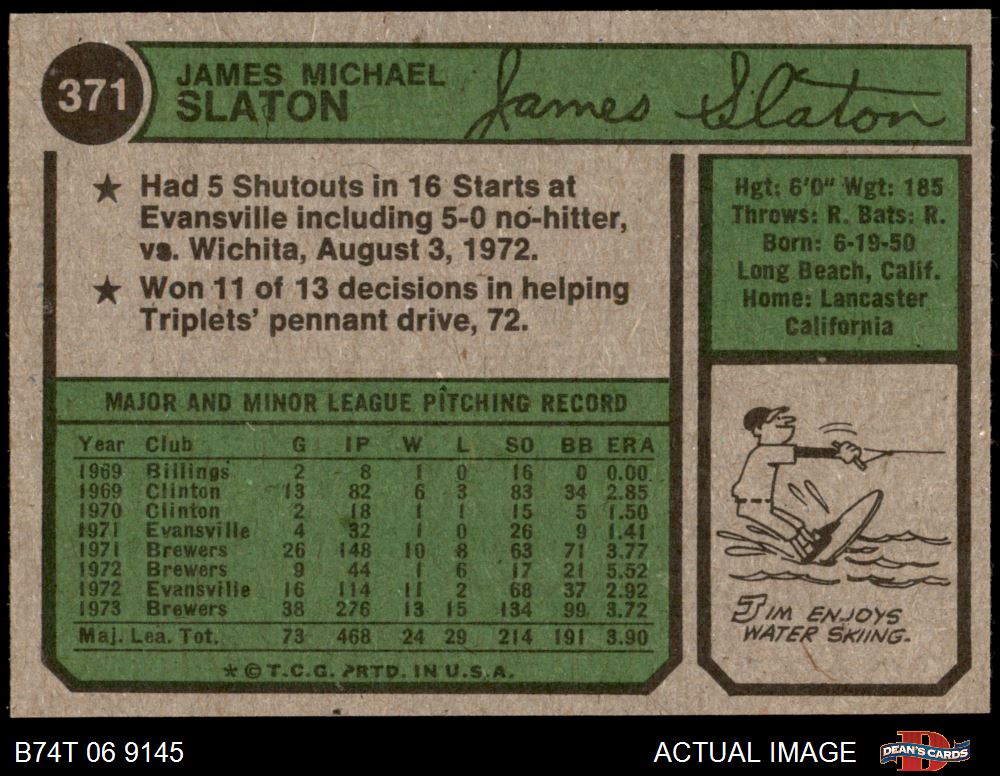 371
JAMES MICHAEL
SLATON
James Slaton
★ Had 5 Shutouts in 16 Starts at
Evansville including 5-0 no-hitter,
vs. Wichita, August 3, 1972.
★ Won 11 of 13 decisions in helping
Triplets' pennant drive, 72.
Hgt: 6'0" Wgt: 185
Throws: R. Bats: R.
Born: 6-19-50
Long Beach, Calif.
Home: Lancaster
California
MAJOR AND MINOR LEAGUE PITCHING RECORD
Year Club G IP W L SO BB ERA
1969 Billings 2 8 1 0 16 0 0.00
1969 Clinton 13 82 6 3 83 34 2.85
1970 Clinton 2 18 1 1 15 5 1.50
1971 Evansville 4 32 1 0 26 9 1.41
1971 Brewers 26 148 10 8 63 71 3.77
1972 Brewers 9 44 1 6 17 21 5.52
1972 Evansville 16 114 11 2 68 37 2.92
1973 Brewers 38 276 13 15 134 99 3.72
Maj. Lea. Tot. 73 468 24 29 214 191 3.90
★ © T.C.G. PRTD. IN U.S.A.
JIM ENJOYS
WATER SKIING.
B74T 06 9145
ACTUAL IMAGE
D
DEAN'S CARDS